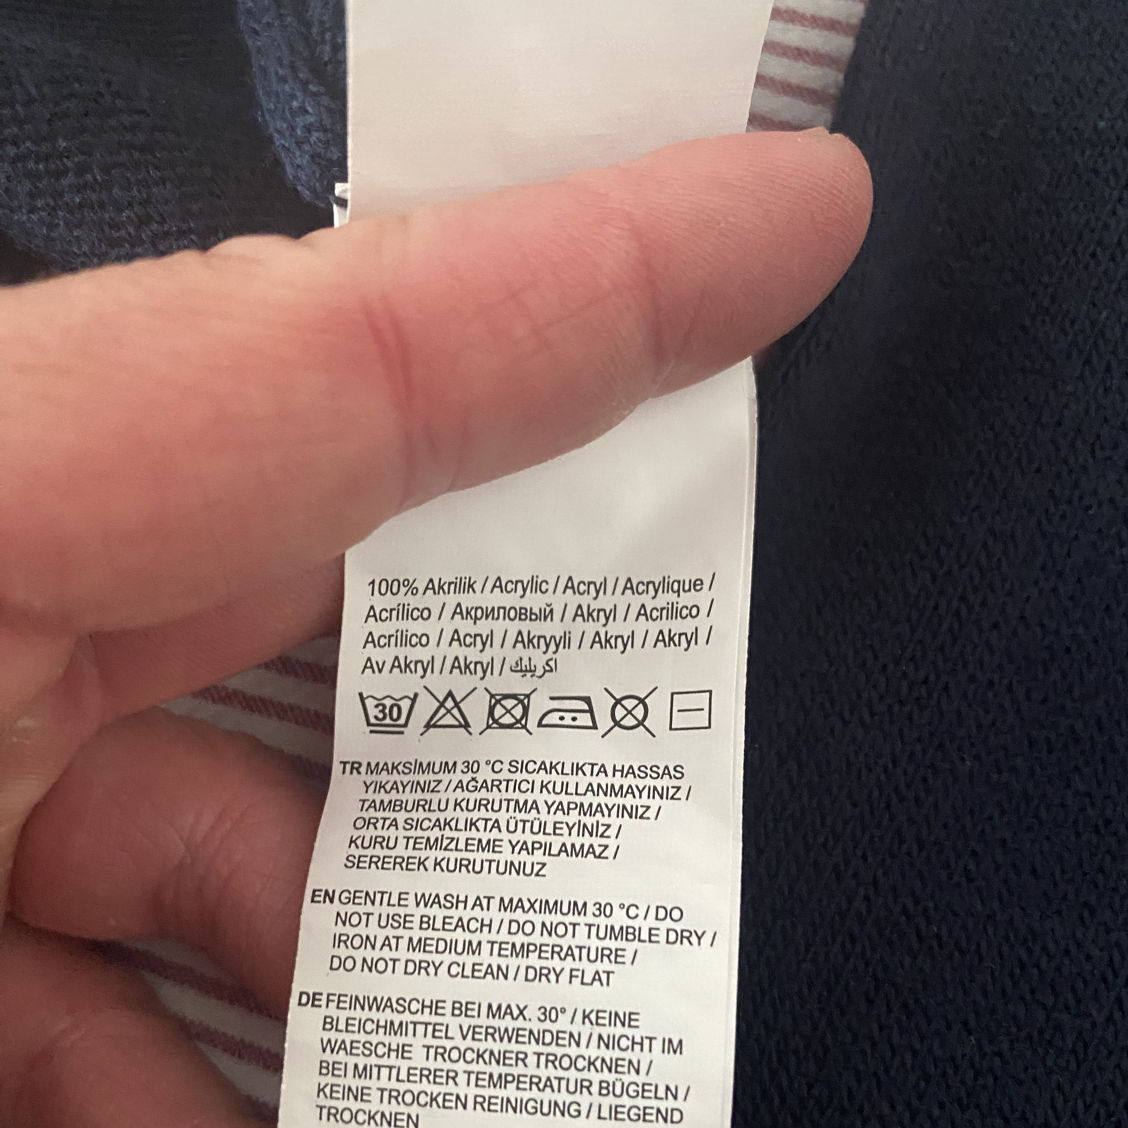 100% Akrilik / Acrylic / Acryl / Acrylique /
Acrílico / Акриловый / Akryl / Acrilico /
Acrílico / Acryl / Akryyli / Akryl / Akryl /
Av Akryl / Akryl / اكريليك
30
TR MAKSİMUM 30 °C SICAKLIKTA HASSAS
YIKAYINIZ / AĞARTICI KULLANMAYINIZ /
TAMBURLU KURUTMA YAPMAYINIZ /
ORTA SICAKLIKTA ÜTÜLEYİNİZ /
KURU TEMİZLEME YAPILAMAZ /
SEREREK KURUTUNUZ
EN GENTLE WASH AT MAXIMUM 30 °C / DO
NOT USE BLEACH / DO NOT TUMBLE DRY /
IRON AT MEDIUM TEMPERATURE /
DO NOT DRY CLEAN / DRY FLAT
DE FEINWASCHE BEI MAX. 30° / KEINE
BLEICHMITTEL VERWENDEN / NICHT IM
WAESCHE TROCKNER TROCKNEN /
BEI MITTLERER TEMPERATUR BÜGELN /
KEINE TROCKEN REINIGUNG / LIEGEND
TROCKNEN